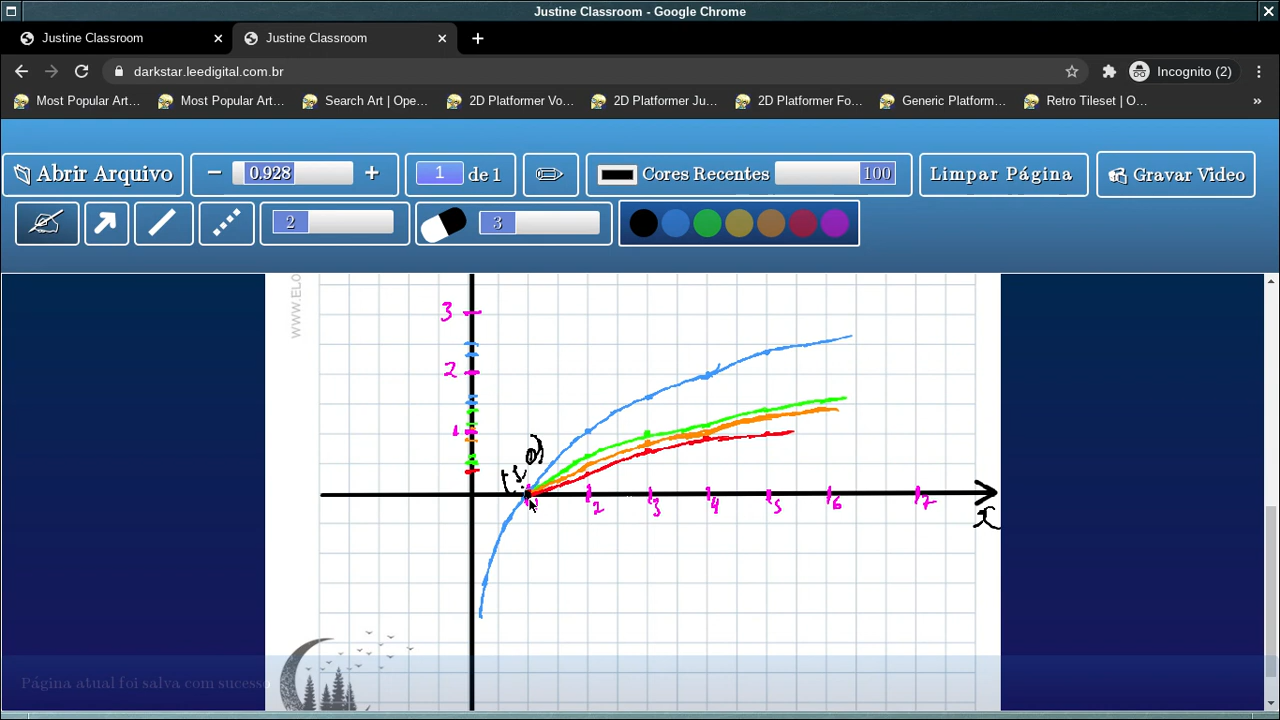 Justine Classroom - Google Chrome
Justine Classroom
Justine Classroom
darkstar.leedigital.com.br
Incognito (2)
Most Popular Art…
Most Popular Art…
Search Art | Ope…
2D Platformer Vo…
2D Platformer Ju…
2D Platformer Fo…
Generic Platform…
Retro Tileset | O…
»
Abrir Arquivo
− 0.928 +
1 de 1
Cores Recentes 100
Limpar Página
Gravar Video
2
3
WWW.ELO
3
2
1
2 3 4 5 6 7
x
Página atual foi salva com sucesso